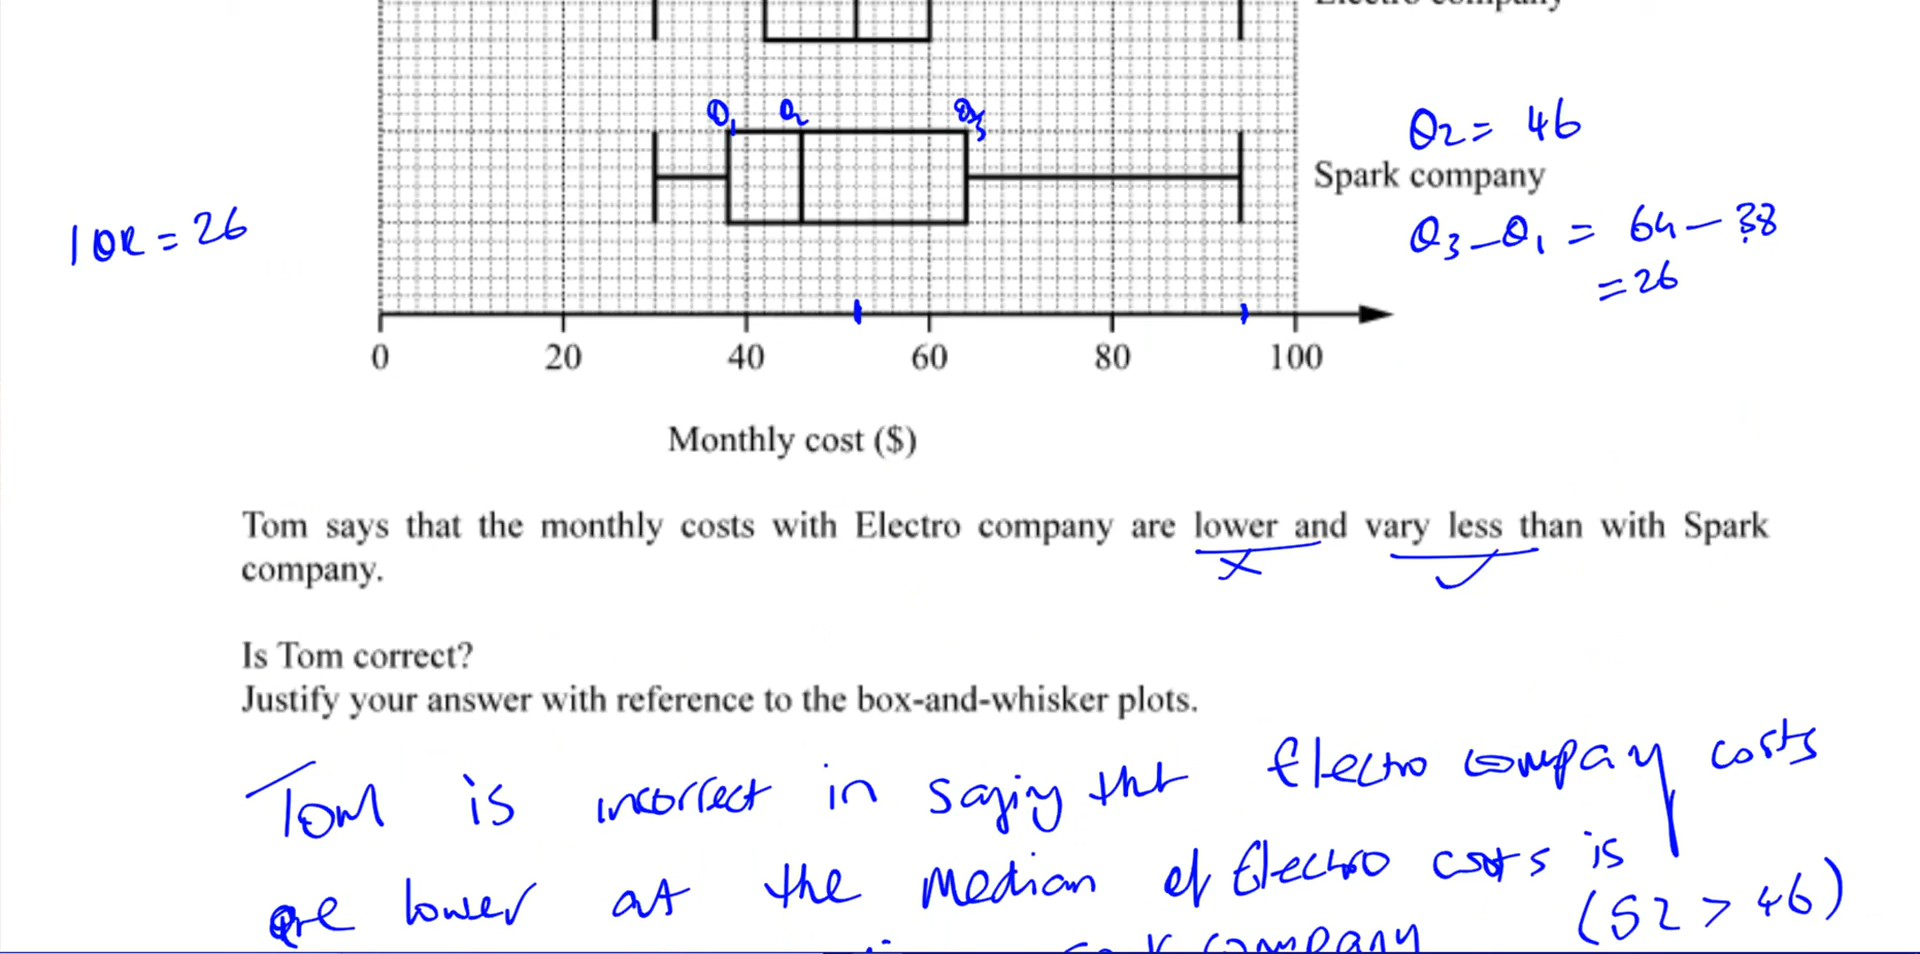 Electro company
Q1 Q2 Q3
Q2 = 46
Spark company
IQR = 26
Q3 - Q1 = 64 - 38
= 26
0 20 40 60 80 100
Monthly cost ($)
Tom says that the monthly costs with Electro company are lower and vary less than with Spark
company.
Is Tom correct?
Justify your answer with reference to the box-and-whisker plots.
Tom is incorrect in saying tht Electro company costs
are lower at the Median of Electro costs is
(52 > 46)
company